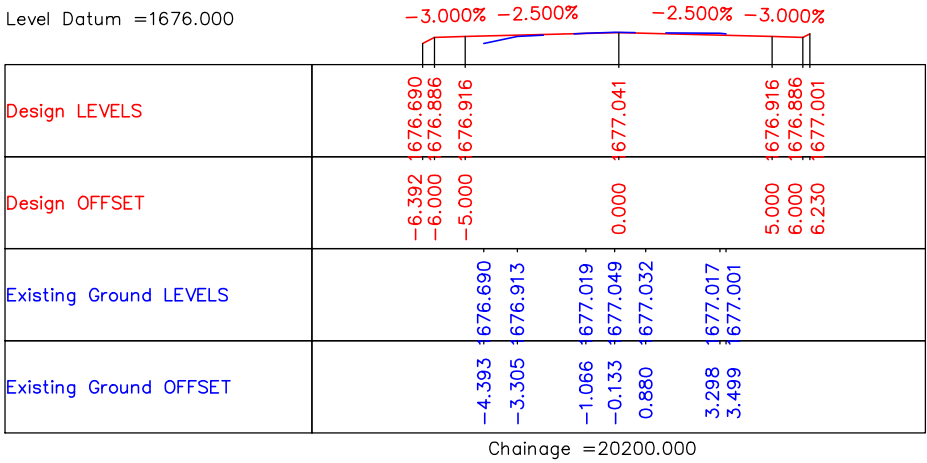 Level Datum =1676.000
-3.000% -2.500% -2.500% -3.000%
Design LEVELS 1676.690 1676.886 1676.916 1677.041 1676.916 1676.886 1677.001
Design OFFSET -6.392 -6.000 -5.000 0.000 5.000 6.000 6.230
Existing Ground LEVELS 1676.690 1676.913 1677.019 1677.049 1677.032 1677.017 1677.001
Existing Ground OFFSET -4.393 -3.305 -1.066 -0.133 0.880 3.298 3.499
Chainage =20200.000